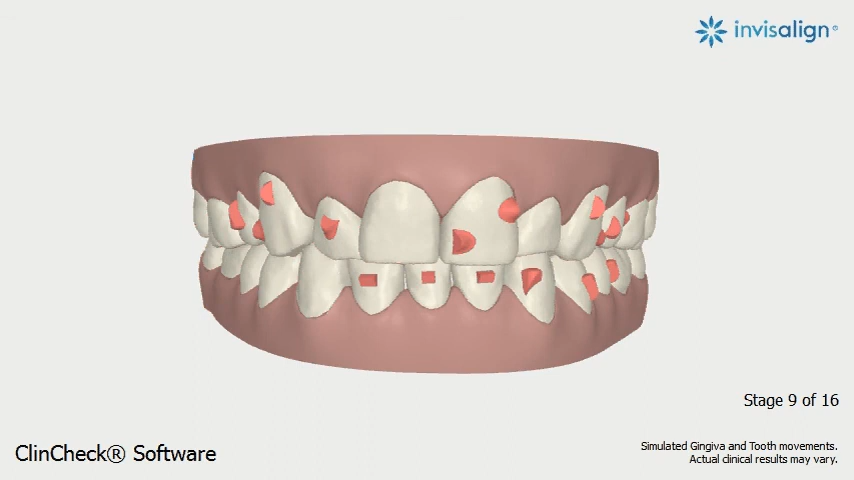 invisalign®
Stage 9 of 16
ClinCheck® Software
Simulated Gingiva and Tooth movements.
Actual clinical results may vary.